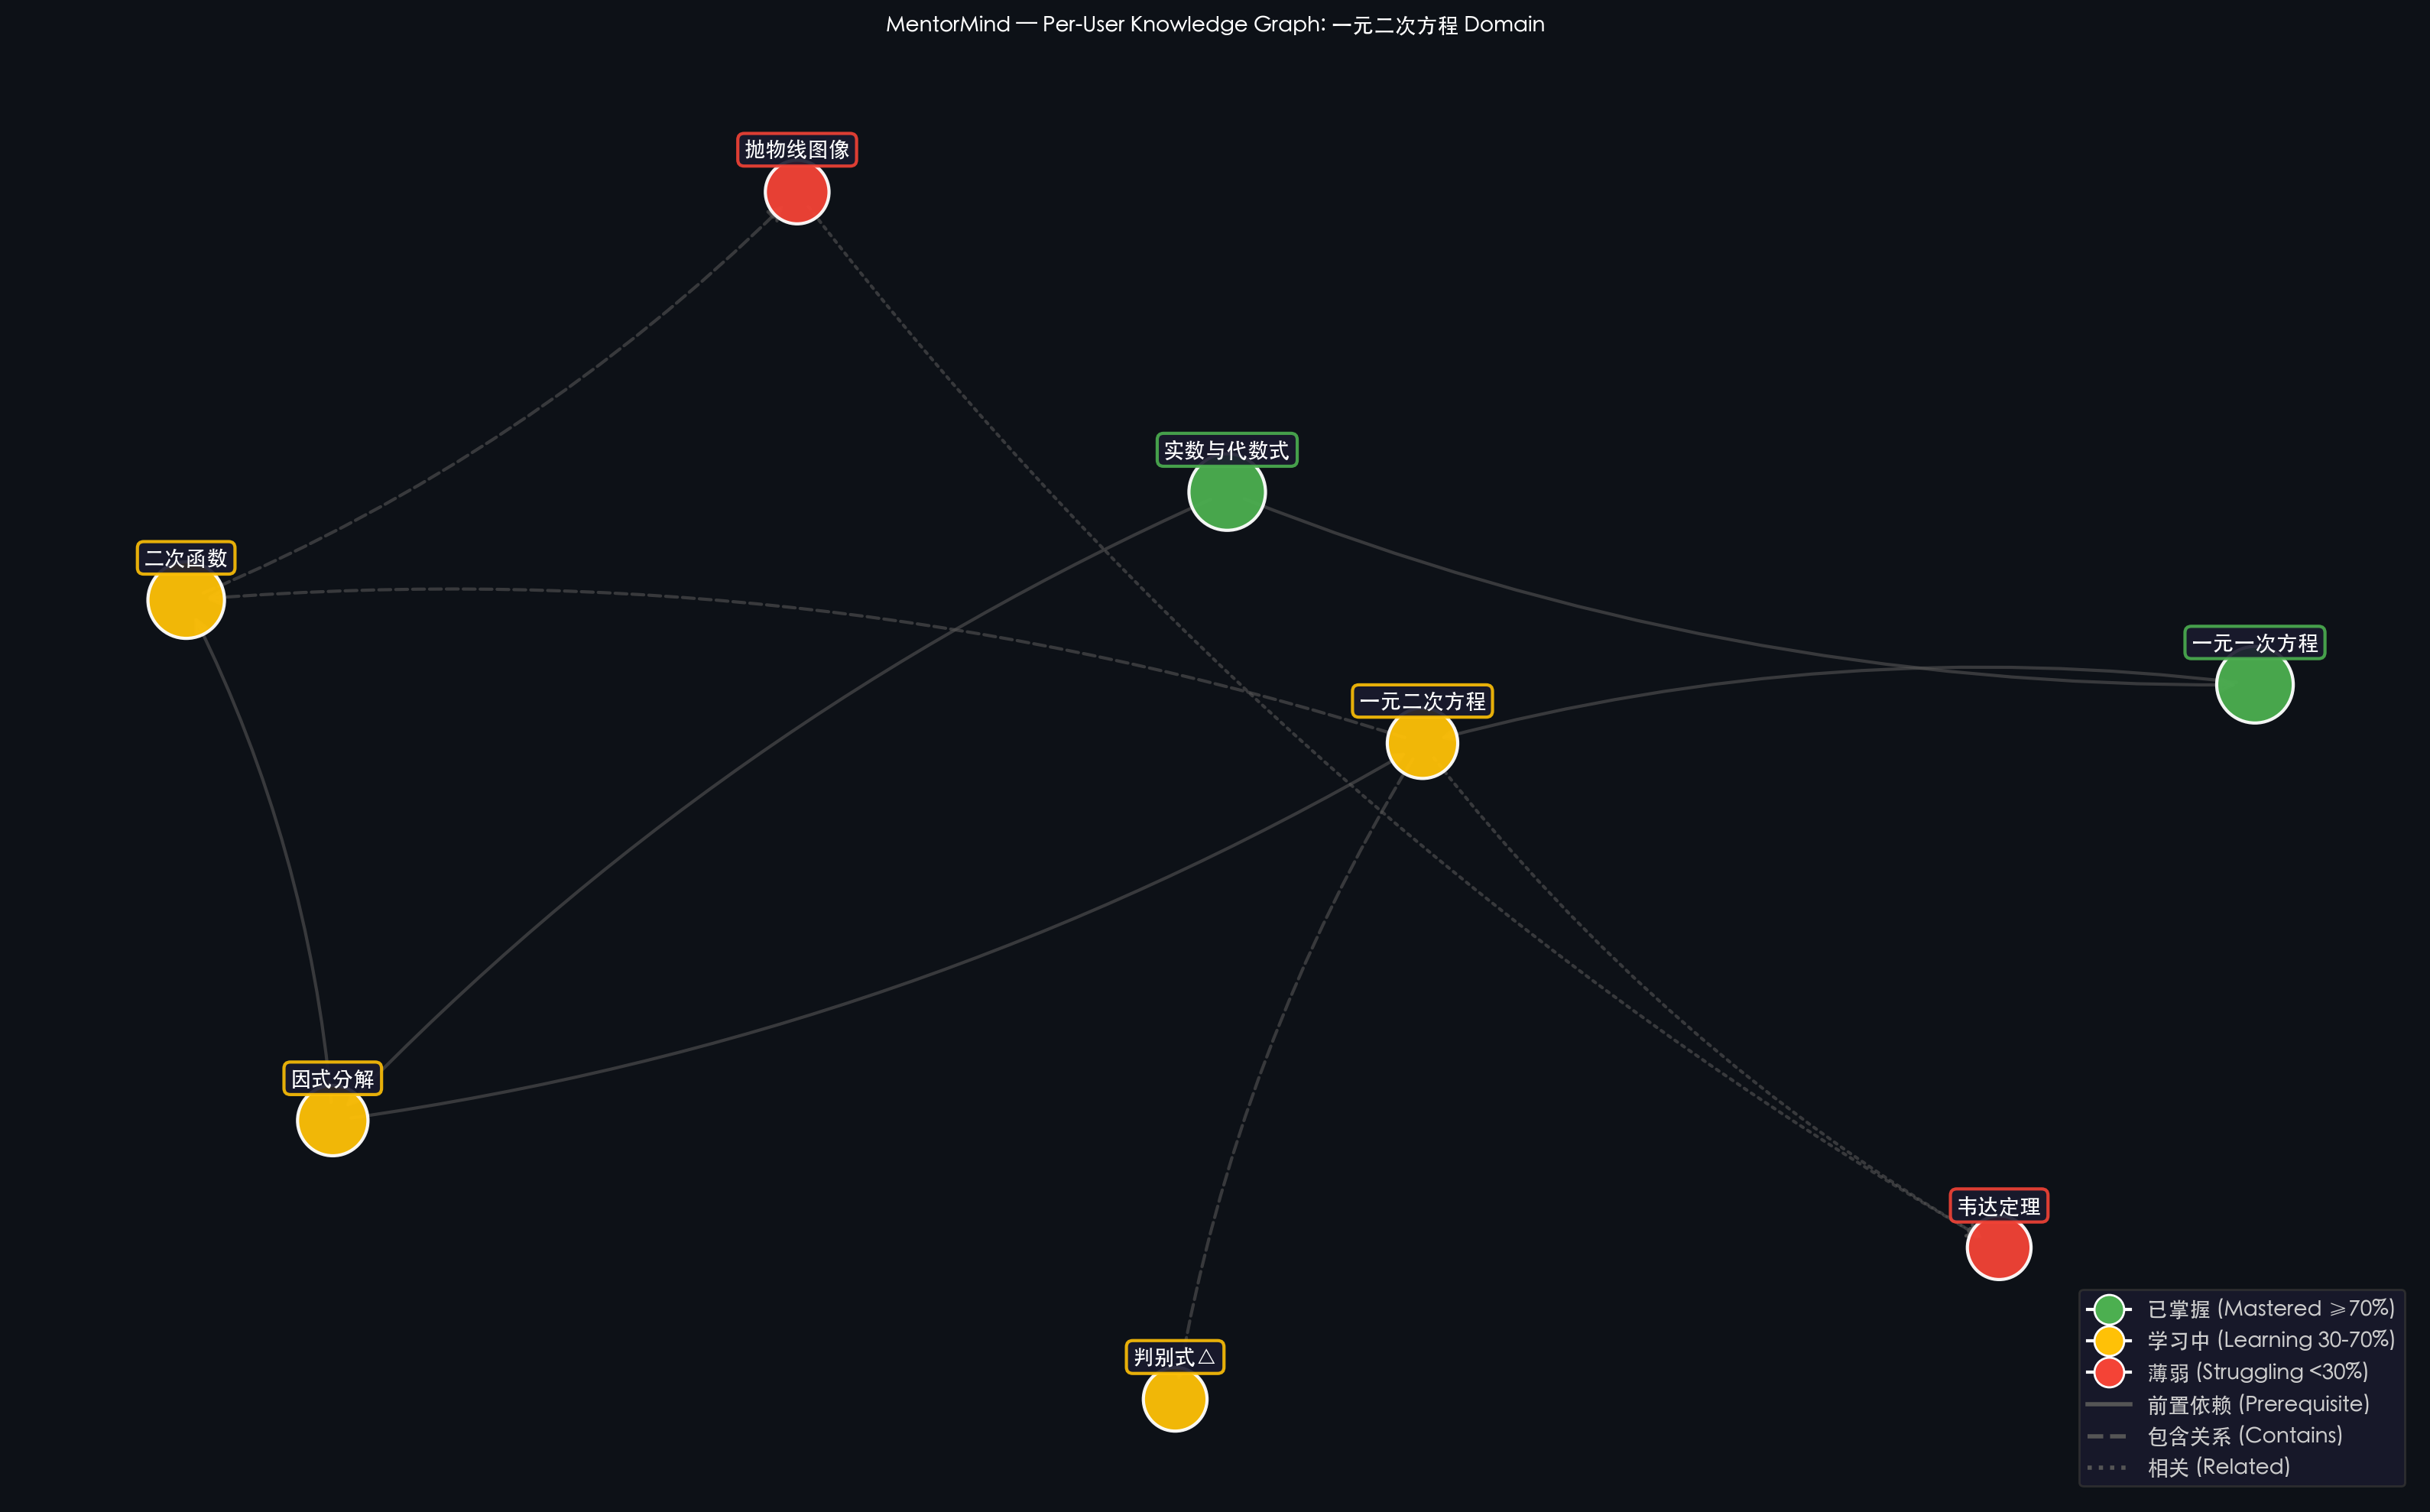 MentorMind — Per-User Knowledge Graph: 一元二次方程 Domain
抛物线图像
实数与代数式
二次函数
一元一次方程
一元二次方程
因式分解
韦达定理
判别式△
已掌握 (Mastered ≥70%)
学习中 (Learning 30-70%)
薄弱 (Struggling <30%)
前置依赖 (Prerequisite)
包含关系 (Contains)
相关 (Related)